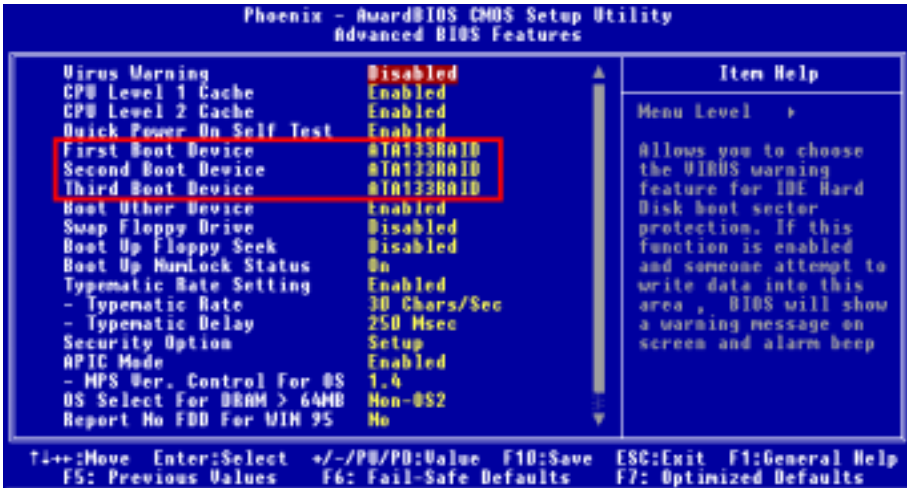 Phoenix - AwardBIOS CMOS Setup Utility
Advanced BIOS Features
Virus Warning Disabled
CPU Level 1 Cache Enabled
CPU Level 2 Cache Enabled
Quick Power On Self Test Enabled
First Boot Device ATA133RAID
Second Boot Device ATA133RAID
Third Boot Device ATA133RAID
Boot Other Device Enabled
Swap Floppy Drive Disabled
Boot Up Floppy Seek Disabled
Boot Up NumLock Status On
Typematic Rate Setting Enabled
- Typematic Rate 30 Chars/Sec
- Typematic Delay 250 Msec
Security Option Setup
APIC Mode Enabled
- MPS Ver. Control For OS 1.4
OS Select For DRAM > 64MB Non-OS2
Report No FDD For WIN 95 No
Item Help
Menu Level ▸
Allows you to choose
the VIRUS warning
feature for IDE Hard
Disk boot sector
protection. If this
function is enabled
and someone attempt to
write data into this
area , BIOS will show
a warning message on
screen and alarm beep
↑↓→←:Move Enter:Select +/-/PU/PD:Value F10:Save ESC:Exit F1:General Help
F5: Previous Values F6: Fail-Safe Defaults F7: Optimized Defaults